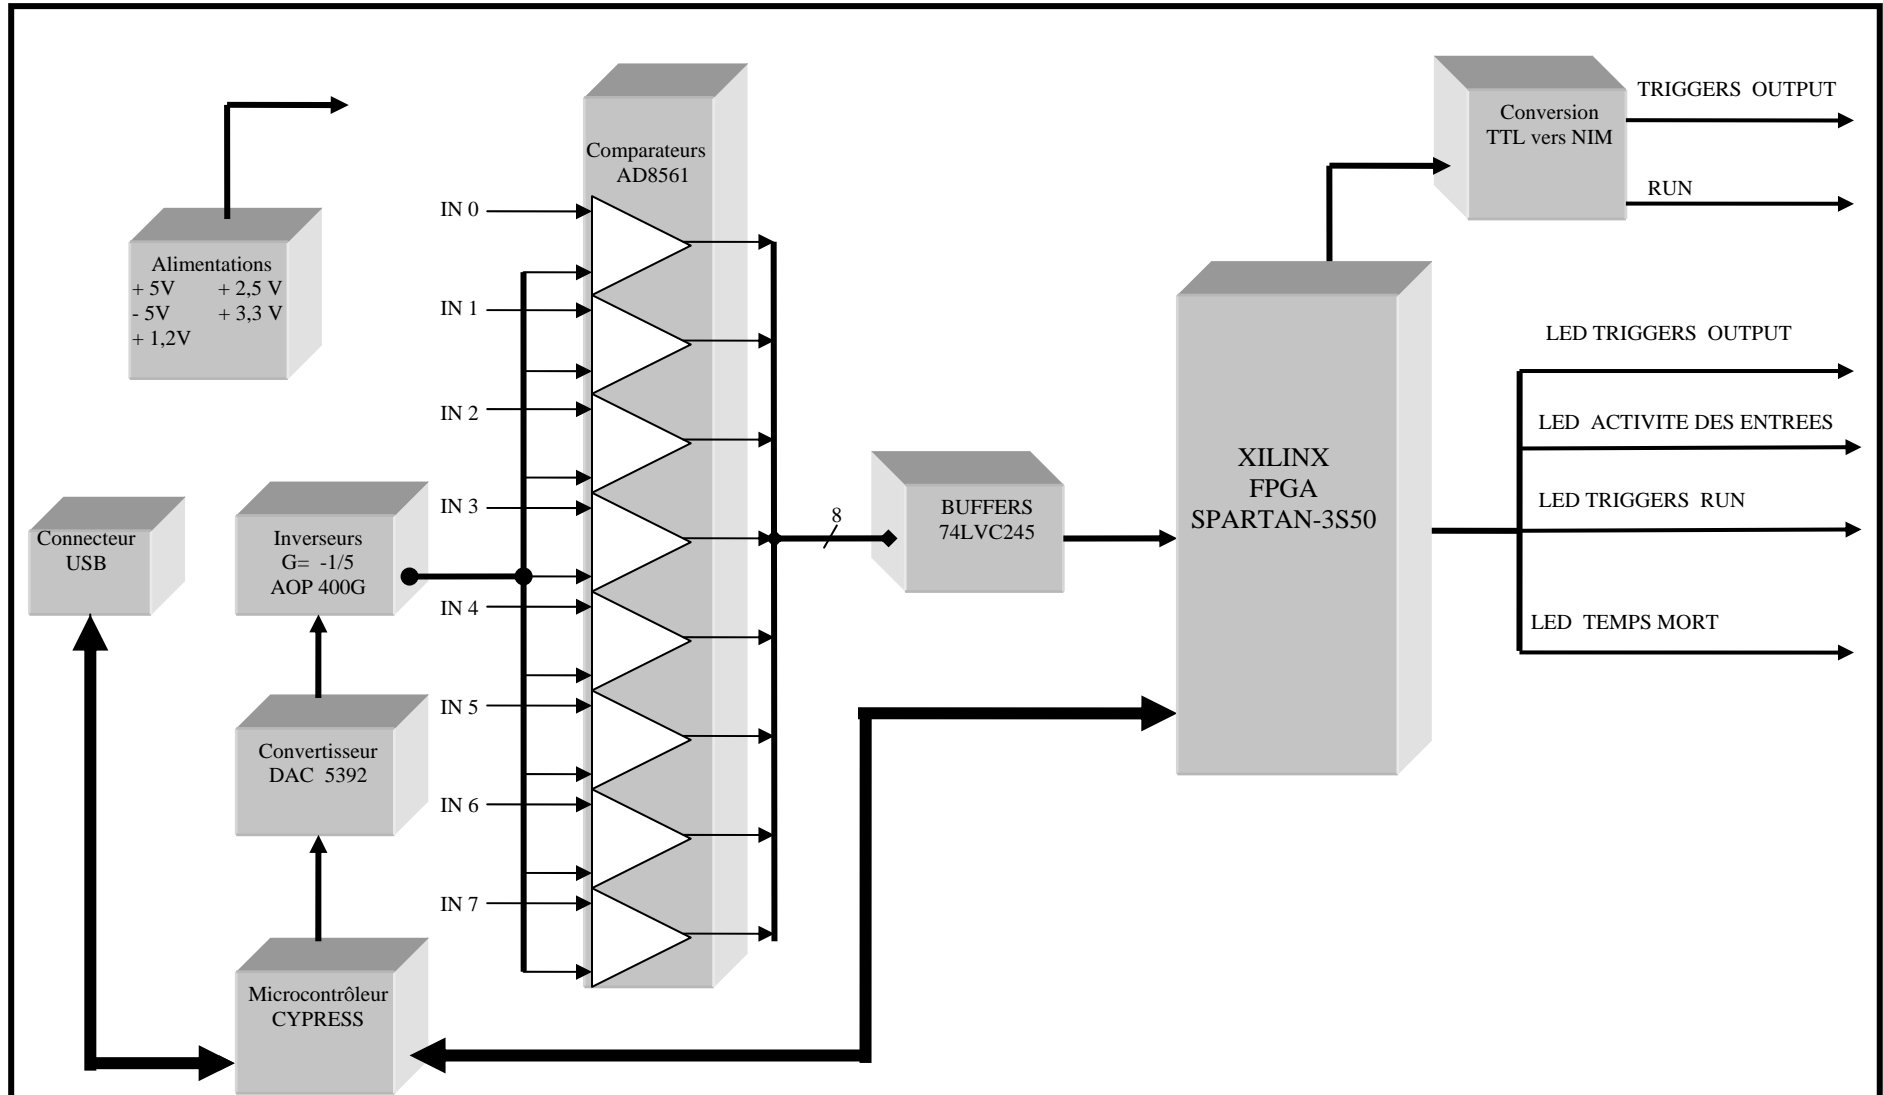 TRIGGERS OUTPUT
Conversion
TTL vers NIM
RUN
Comparateurs
AD8561
Alimentations
+ 5V + 2,5 V
- 5V + 3,3 V
+ 1,2V
IN 0
IN 1
IN 2
IN 3
IN 4
IN 5
IN 6
IN 7
LED TRIGGERS OUTPUT
LED ACTIVITE DES ENTREES
LED TRIGGERS RUN
LED TEMPS MORT
XILINX
FPGA
SPARTAN-3S50
8
BUFFERS
74LVC245
Connecteur
USB
Inverseurs
G= -1/5
AOP 400G
Convertisseur
DAC 5392
Microcontrôleur
CYPRESS